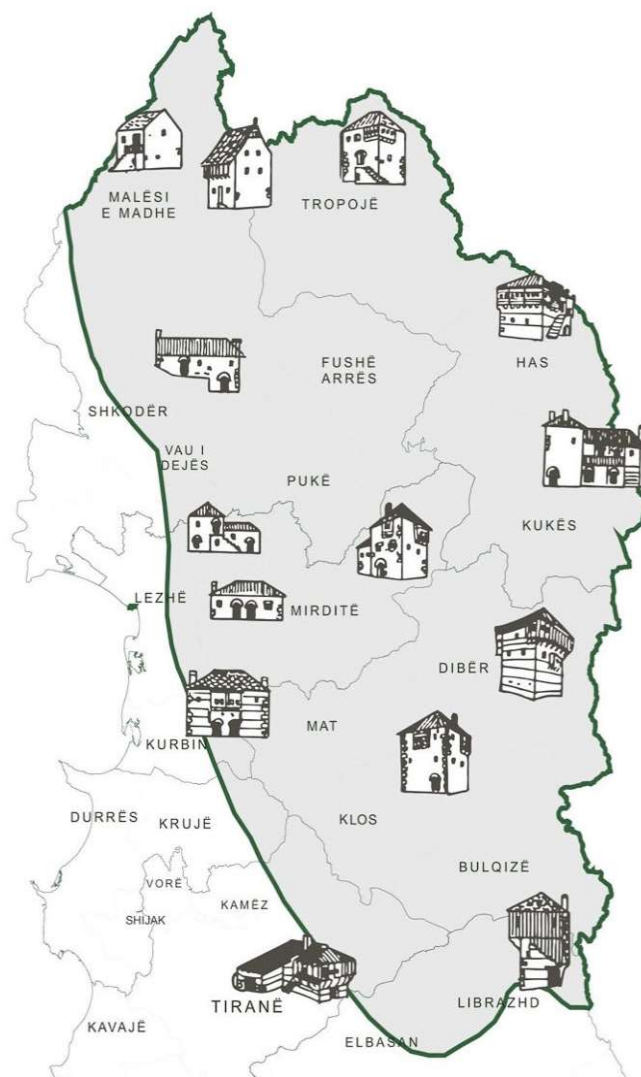 MALËSI
E MADHE
TROPOJË
HAS
FUSHË
ARRËS
SHKODËR
VAU I
DEJËS
PUKË
KUKËS
LEZHË
MIRDITË
DIBËR
MAT
KURBIN
DURRËS
KRUJË
KLOS
BULQIZË
VORË
KAMËZ
SHIJAK
TIRANË
LIBRAZHD
KAVAJË
ELBASAN